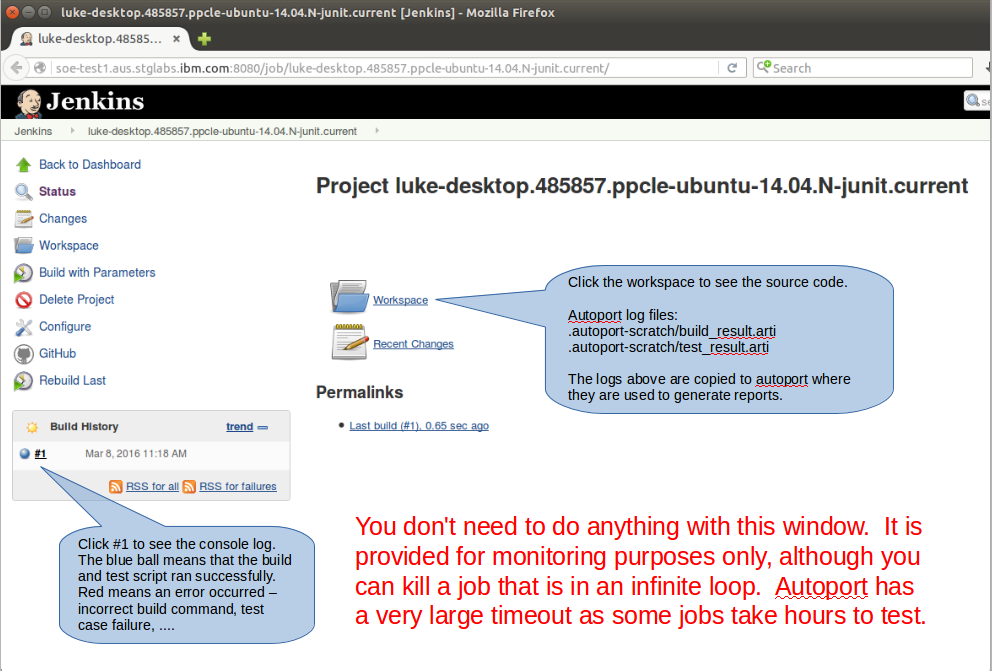 luke-desktop.485857.ppcle-ubuntu-14.04.N-junit.current [Jenkins] - Mozilla Firefox
luke-desktop.48585...
soe-test1.aus.stglabs.ibm.com:8080/job/luke-desktop.485857.ppcle-ubuntu-14.04.N-junit.current/
Search
Jenkins
se
Jenkins
luke-desktop.485857.ppcle-ubuntu-14.04.N-junit.current
Back to Dashboard
Status
Changes
Workspace
Build with Parameters
Delete Project
Configure
GitHub
Rebuild Last
Build History
trend
#1
Mar 8, 2016 11:18 AM
RSS for all
RSS for failures
Click #1 to see the console log.
The blue ball means that the build
and test script ran successfully.
Red means an error occurred –
incorrect build command, test
case failure, ....
Project luke-desktop.485857.ppcle-ubuntu-14.04.N-junit.current
Workspace
Recent Changes
Click the workspace to see the source code.
Autoport log files:
.autoport-scratch/build_result.arti
.autoport-scratch/test_result.arti
The logs above are copied to autoport where
they are used to generate reports.
Permalinks
Last build (#1), 0.65 sec ago
You don't need to do anything with this window. It is
provided for monitoring purposes only, although you
can kill a job that is in an infinite loop. Autoport has
a very large timeout as some jobs take hours to test.